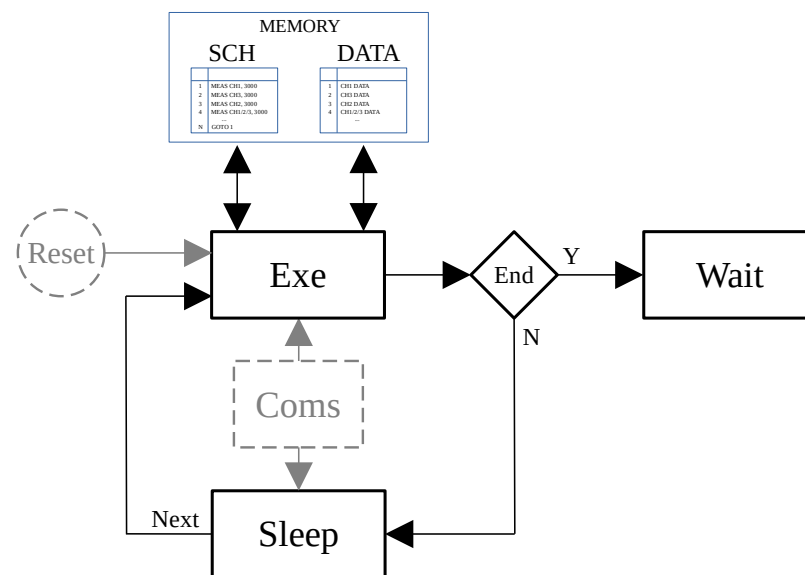 MEMORY
SCH
DATA
1 MEAS CH1, 3000
2 MEAS CH3, 3000
3 MEAS CH2, 3000
4 MEAS CH1/2/3, 3000
...
N GOTO 1
1 CH1 DATA
2 CH3 DATA
3 CH2 DATA
4 CH1/2/3 DATA
...
Reset
Exe
End
Y
Wait
N
Coms
Next
Sleep